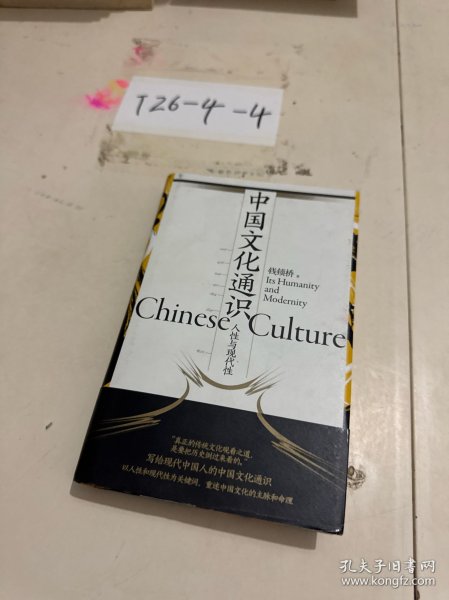 T26-4-4
中国文化通识
钱锁桥
Its Humanity
and
Modernity
Chinese Culture
人性与现代性
“真正的传统文化观看之道，
是要把历史倒过来看的。”
写给现代中国人的中国文化通识
以人性和现代性为关键词，重述中国文化的主脉和命理
孔夫子旧书网
www.kongfz.com